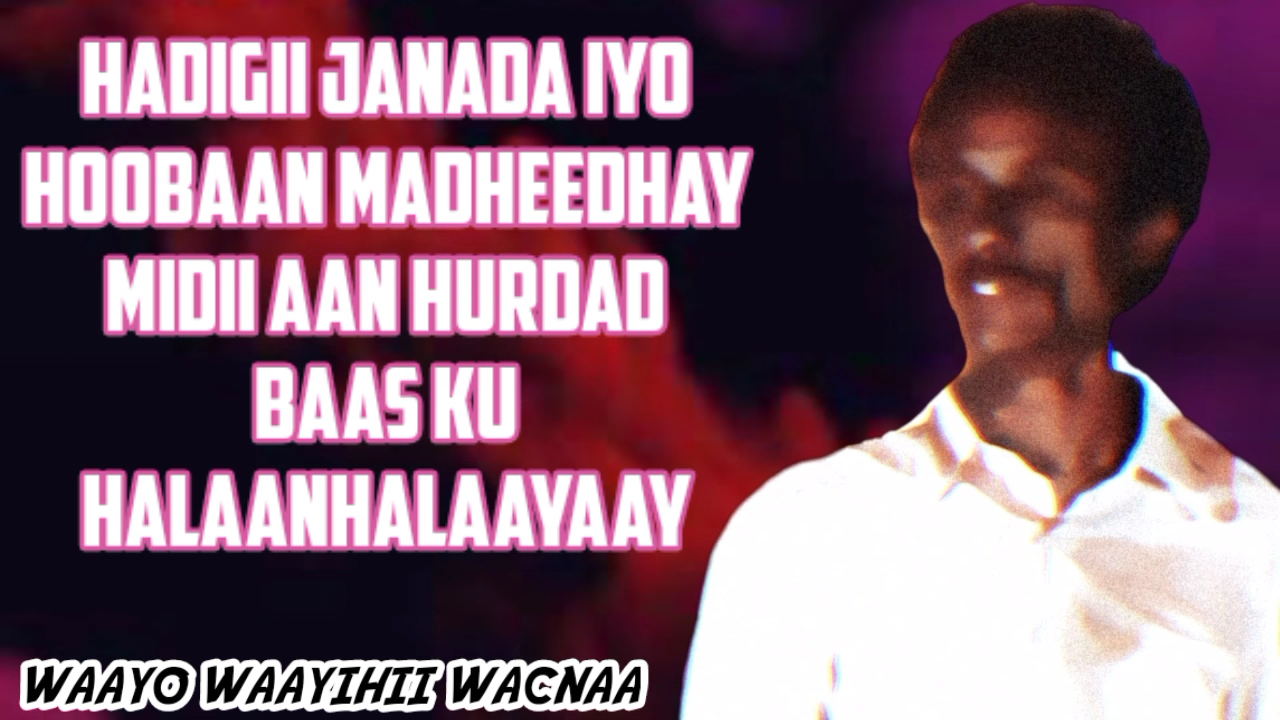 HADIGII JANADA IYO
HOOBAAN MADHEEDHAY
MIDII AAN HURDAD
BAAS KU
HALAANHALAAYAAY
WAAYO WAAYIHII WACNAA